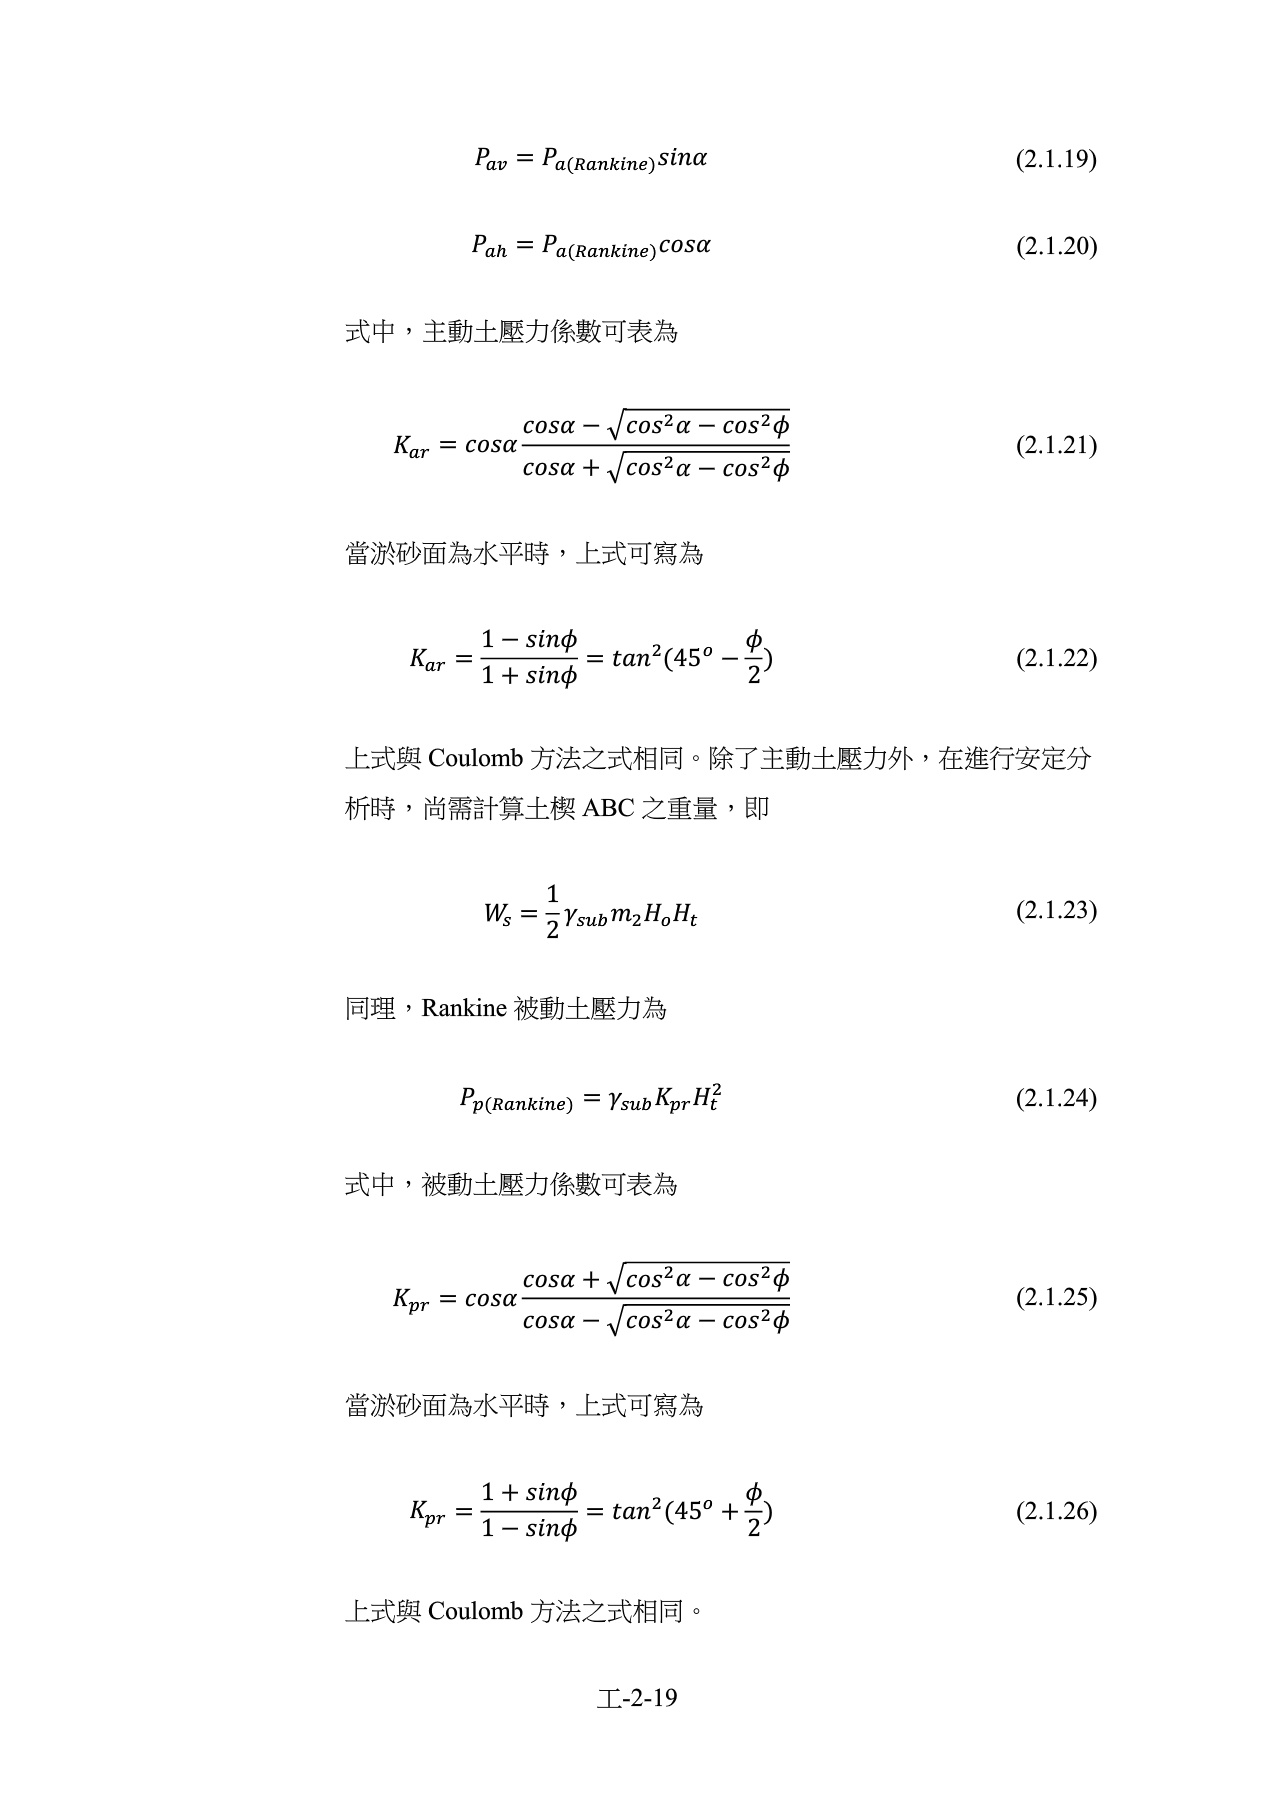 $P_{av} = P_{a(Rankine)} sin\alpha$ (2.1.19)
$P_{ah} = P_{a(Rankine)} cos\alpha$ (2.1.20)
式中，主動土壓力係數可表為
$K_{ar} = cos\alpha \frac{cos\alpha - \sqrt{cos^2\alpha - cos^2\phi}}{cos\alpha + \sqrt{cos^2\alpha - cos^2\phi}}$ (2.1.21)
當淤砂面為水平時，上式可寫為
$K_{ar} = \frac{1 - sin\phi}{1 + sin\phi} = tan^2(45^o - \frac{\phi}{2})$ (2.1.22)
上式與 Coulomb 方法之式相同。除了主動土壓力外，在進行安定分
析時，尚需計算土楔 ABC 之重量，即
$W_s = \frac{1}{2}\gamma_{sub} m_2 H_o H_t$ (2.1.23)
同理，Rankine 被動土壓力為
$P_{p(Rankine)} = \gamma_{sub} K_{pr} H_t^2$ (2.1.24)
式中，被動土壓力係數可表為
$K_{pr} = cos\alpha \frac{cos\alpha + \sqrt{cos^2\alpha - cos^2\phi}}{cos\alpha - \sqrt{cos^2\alpha - cos^2\phi}}$ (2.1.25)
當淤砂面為水平時，上式可寫為
$K_{pr} = \frac{1 + sin\phi}{1 - sin\phi} = tan^2(45^o + \frac{\phi}{2})$ (2.1.26)
上式與 Coulomb 方法之式相同。
工-2-19